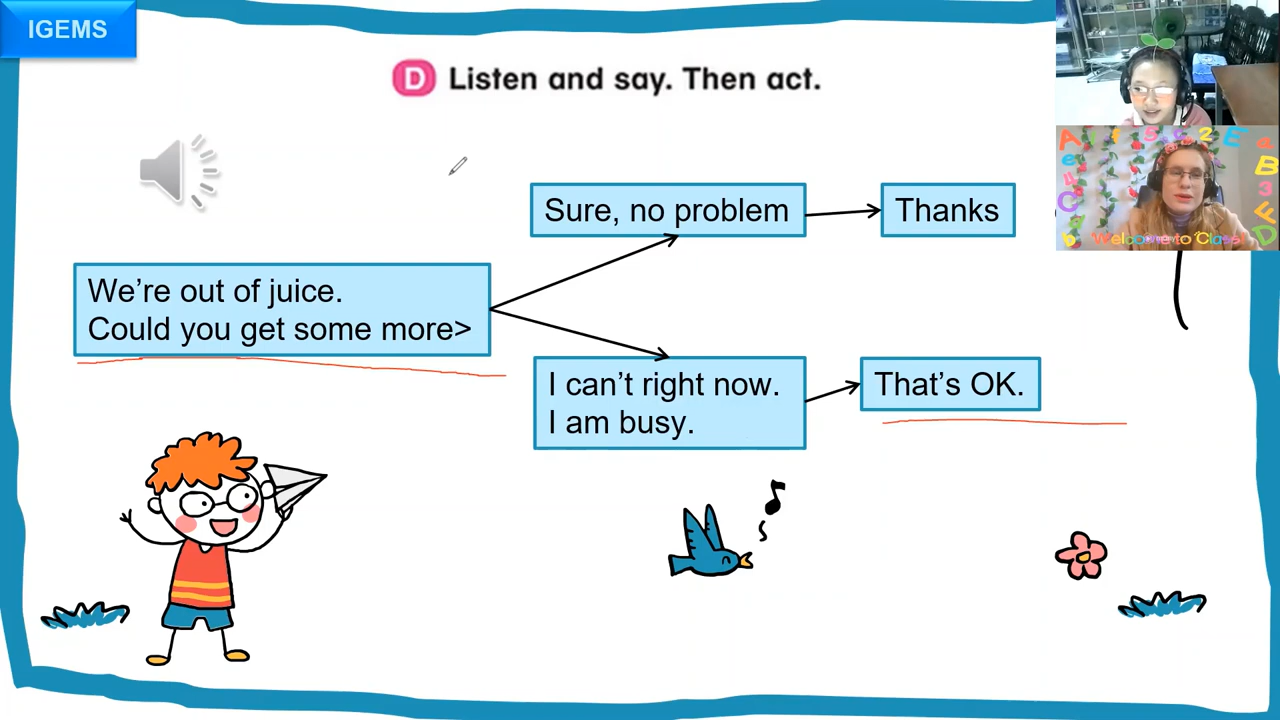 IGEMS
D Listen and say. Then act.
Sure, no problem
Thanks
We’re out of juice.
Could you get some more>
I can’t right now.
I am busy.
That’s OK.
Welcome to Class!